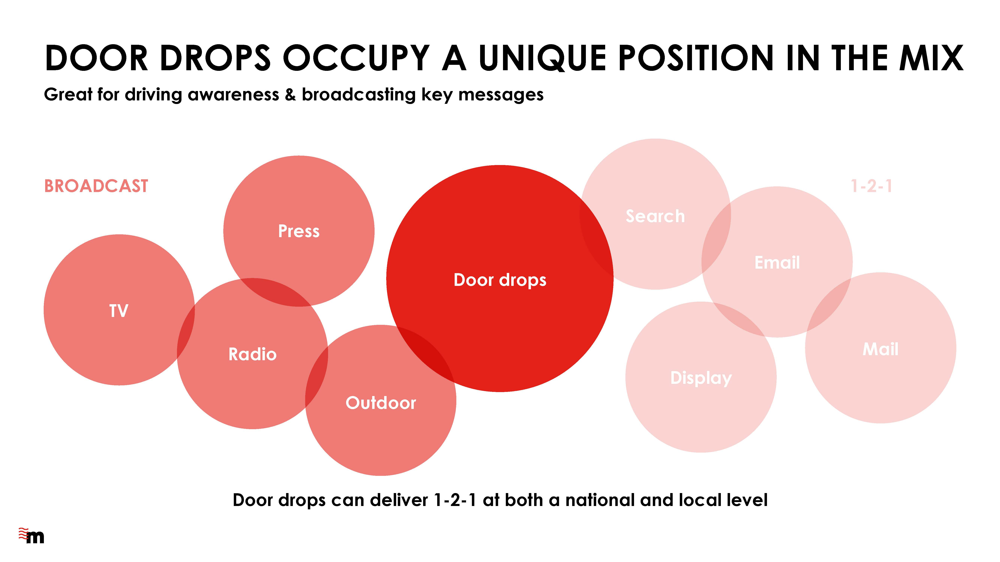 DOOR DROPS OCCUPY A UNIQUE POSITION IN THE MIX
Great for driving awareness & broadcasting key messages
BROADCAST
1-2-1
Press
Search
TV
Radio
Outdoor
Door drops
Email
Display
Mail
Door drops can deliver 1-2-1 at both a national and local level
m